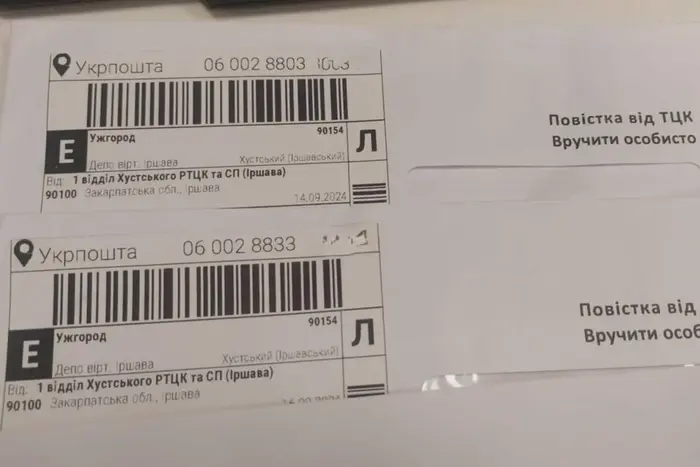 Укрпошта 06 002 8803
Ужгород 90154
Е Л
Депо вірт. Іршава Хустський (Іршавський)
Від: 1 відділ Хустського РТЦК та СП (Іршава)
90100 Закарпатська обл., Іршава
14.09.2024
Повістка від ТЦК
Вручити особисто
Укрпошта 06 002 8833
Ужгород 90154
Е Л
Депо вірт. Іршава Хустський (Іршавський)
Від: 1 відділ Хустського РТЦК та СП (Іршава)
90100 Закарпатська обл., Іршава
Повістка від
Вручити особ